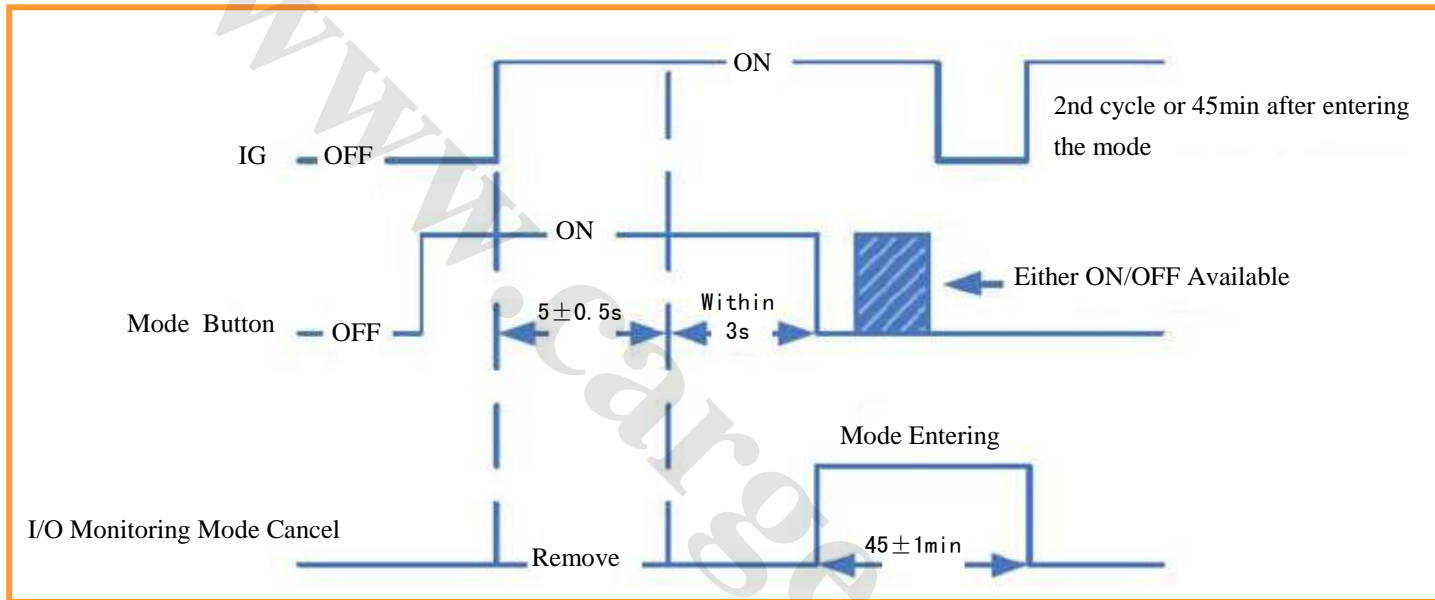 ON
2nd cycle or 45min after entering
the mode
IG OFF
ON
Either ON/OFF Available
Mode Button OFF
5±0.5s
Within
3s
Mode Entering
I/O Monitoring Mode Cancel
Remove
45±1min
www.carge